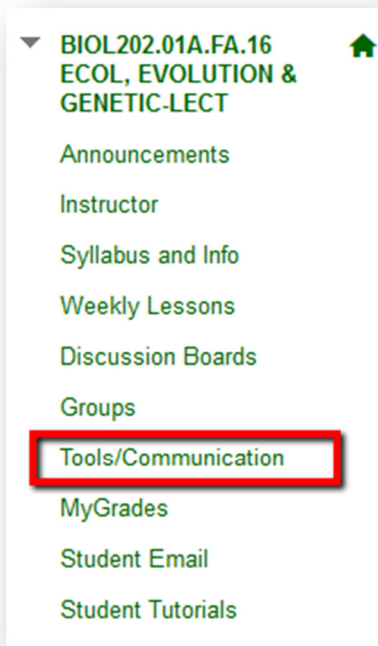 BIOL202.01A.FA.16
ECOL, EVOLUTION &
GENETIC-LECT
Announcements
Instructor
Syllabus and Info
Weekly Lessons
Discussion Boards
Groups
Tools/Communication
MyGrades
Student Email
Student Tutorials